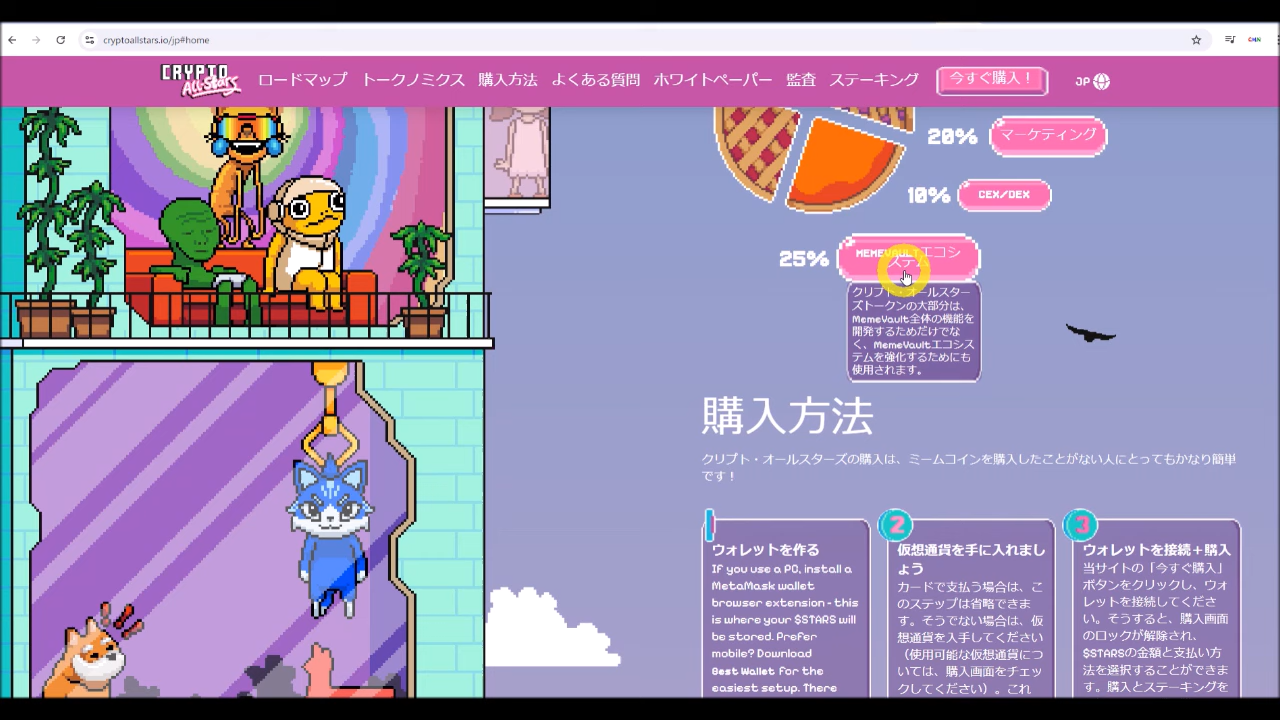 cryptoallstars.io/jp#home
CRYPTO
All-Stars
ロードマップ トークノミクス 購入方法 よくある質問 ホワイトペーパー 監査 ステーキング 今すぐ購入！ JP
20% マーケティング
10% CEX/DEX
25% MEMEVAULTエコシ
ステム
クリプト・オールスター
ズトークンの大部分は、
MemeVault全体の機能を
開発するためだけでな
く、MemeVaultエコシス
テムを強化するためにも
使用されます。
購入方法
クリプト・オールスターズの購入は、ミームコインを購入したことがない人にとってもかなり簡単
です！
ウォレットを作る
If you use a PC, install a
MetaMask wallet
browser extension - this
is where your $STARS will
be stored. Prefer
mobile? Download
Best Wallet for the
easiest setup. There
2
仮想通貨を手に入れまし
ょう
カードで支払う場合は、こ
のステップは省略できま
す。そうでない場合は、仮
想通貨を入手してください
（使用可能な仮想通貨につ
いては、購入画面をチェッ
クしてください）。これ
3
ウォレットを接続＋購入
当サイトの「今すぐ購入」
ボタンをクリックし、ウォ
レットを接続してくださ
い。そうすると、購入画面
のロックが解除され、
$STARSの金額と支払い方
法を選択することができま
す。購入とステーキングを